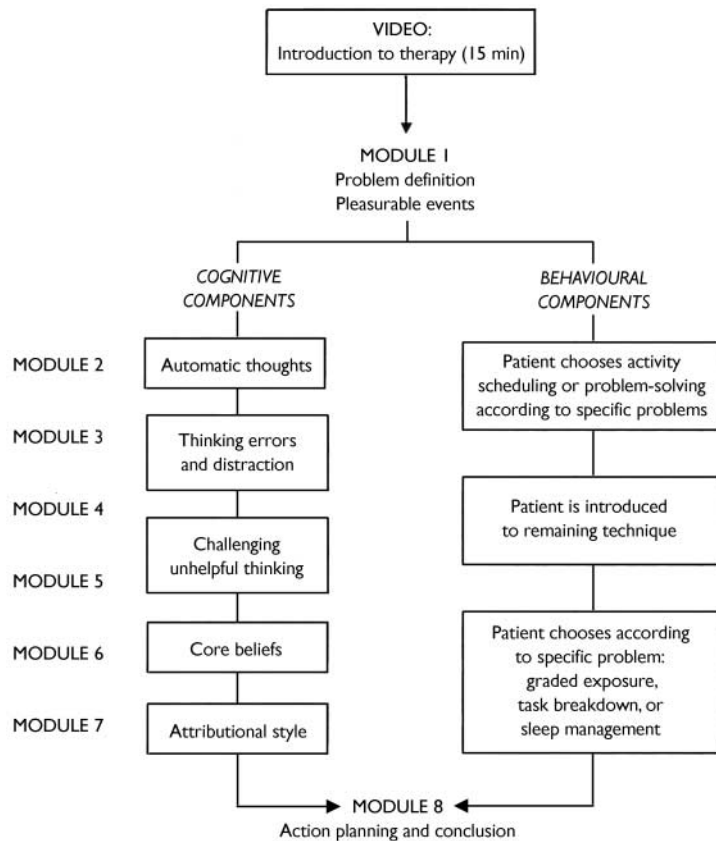 VIDEO:
Introduction to therapy (15 min)
MODULE 1
Problem definition
Pleasurable events
COGNITIVE
COMPONENTS
BEHAVIOURAL
COMPONENTS
MODULE 2
Automatic thoughts
Patient chooses activity
scheduling or problem-solving
according to specific problems
MODULE 3
Thinking errors
and distraction
MODULE 4
Patient is introduced
to remaining technique
Challenging
unhelpful thinking
MODULE 5
MODULE 6
Core beliefs
Patient chooses according
to specific problem:
graded exposure,
task breakdown, or
sleep management
MODULE 7
Attributional style
MODULE 8
Action planning and conclusion